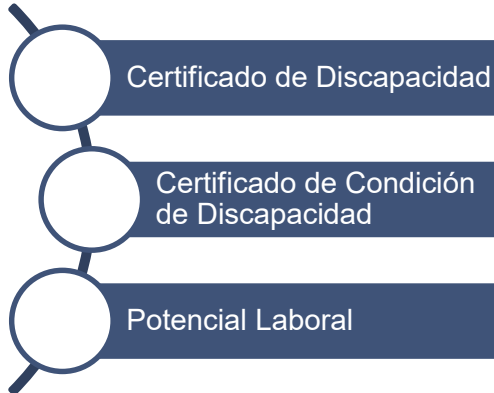 Certificado de Discapacidad
Certificado de Condición
de Discapacidad
Potencial Laboral